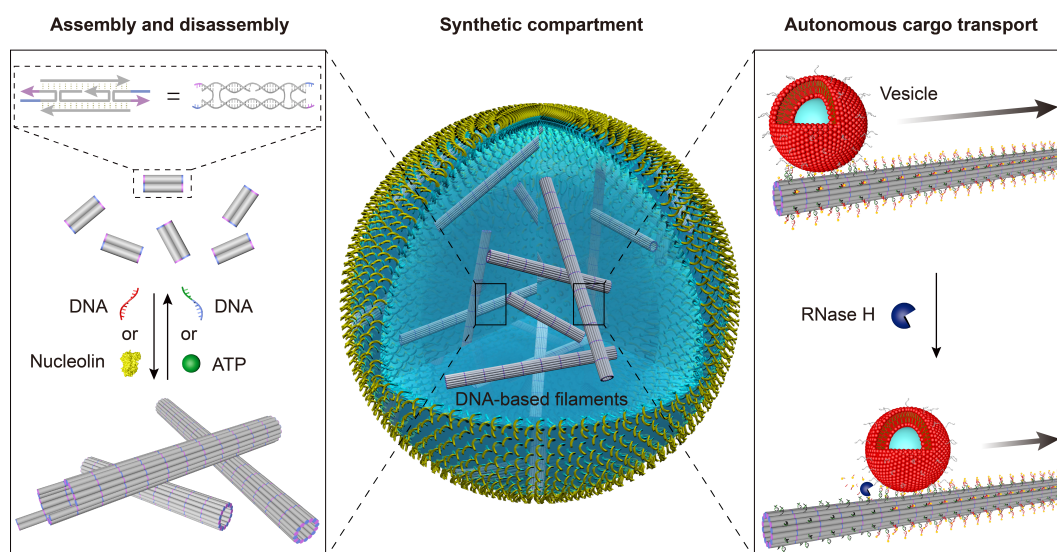 Assembly and disassembly
=
DNA
or
Nucleolin
DNA
or
ATP
Synthetic compartment
DNA-based filaments
Autonomous cargo transport
Vesicle
RNase H